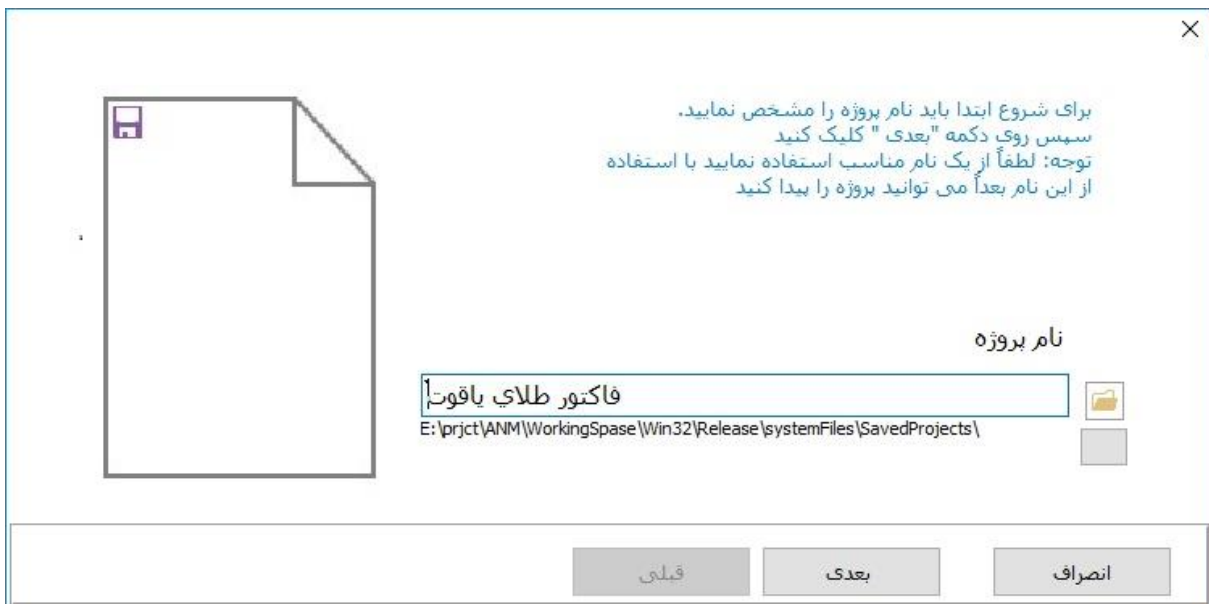 برای شروع ابتدا باید نام پروژه را مشخص نمایید.
سپس روی دکمه "بعدی " کلیک کنید
توجه: لطفاً از یک نام مناسب استفاده نمایید با استفاده
از این نام بعداً می توانید پروژه را پیدا کنید
نام پروژه
فاكتور طلاي ياقوت
E:\prjct\ANM\WorkingSpase\Win32\Release\systemFiles\SavedProjects\
انصراف
بعدی
قبلی